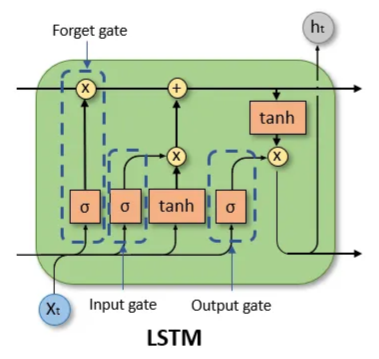 Forget gate
ht
x
+
tanh
x
x
σ
σ
tanh
σ
Xt
Input gate
Output gate
LSTM